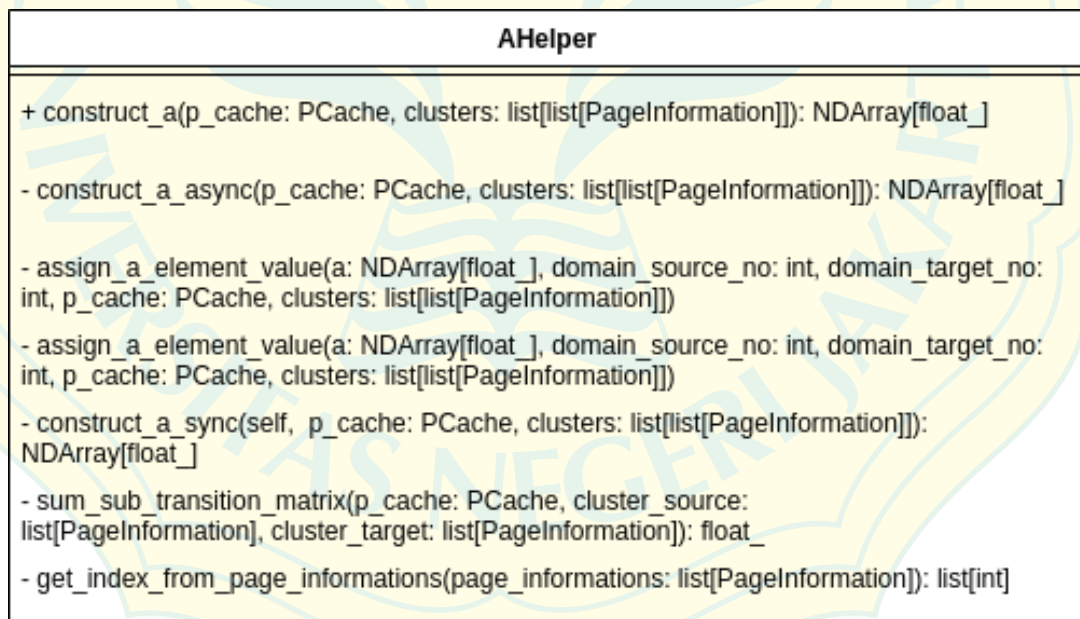 AHelper
+ construct_a(p_cache: PCache, clusters: list[list[PageInformation]]): NDArray[float_]
- construct_a_async(p_cache: PCache, clusters: list[list[PageInformation]]): NDArray[float_]
- assign_a_element_value(a: NDArray[float_], domain_source_no: int, domain_target_no:
int, p_cache: PCache, clusters: list[list[PageInformation]])
- assign_a_element_value(a: NDArray[float_], domain_source_no: int, domain_target_no:
int, p_cache: PCache, clusters: list[list[PageInformation]])
- construct_a_sync(self,  p_cache: PCache, clusters: list[list[PageInformation]]):
NDArray[float_]
- sum_sub_transition_matrix(p_cache: PCache, cluster_source:
list[PageInformation], cluster_target: list[PageInformation]): float_
- get_index_from_page_informations(page_informations: list[PageInformation]): list[int]
NIVERSITAS NEGERI JAKAR